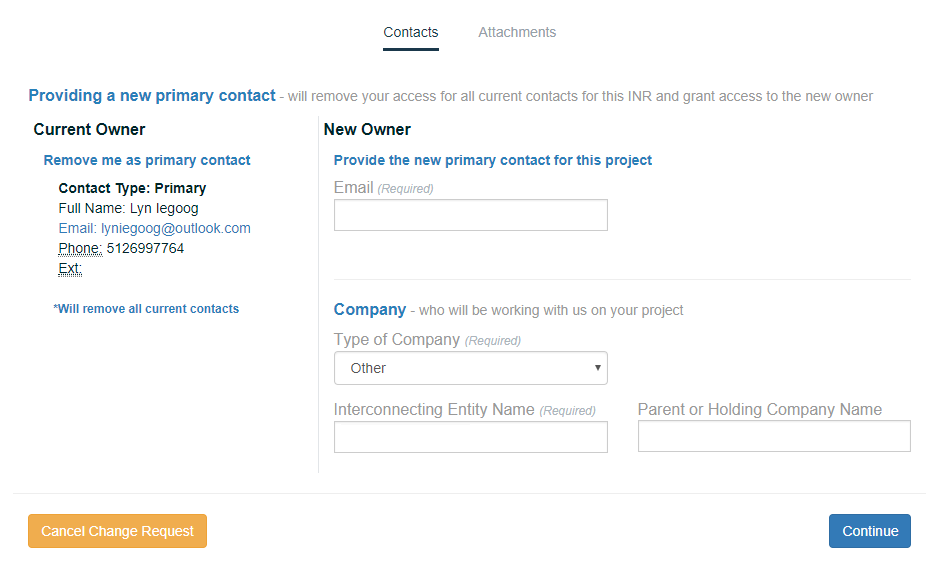 Contacts Attachments
Providing a new primary contact - will remove your access for all current contacts for this INR and grant access to the new owner
Current Owner
Remove me as primary contact
Contact Type: Primary
Full Name: Lyn Iegoog
Email: lyniegoog@outlook.com
Phone: 5126997764
Ext:
*Will remove all current contacts
New Owner
Provide the new primary contact for this project
Email (Required)
Company - who will be working with us on your project
Type of Company (Required)
Other
Interconnecting Entity Name (Required) Parent or Holding Company Name
Cancel Change Request Continue